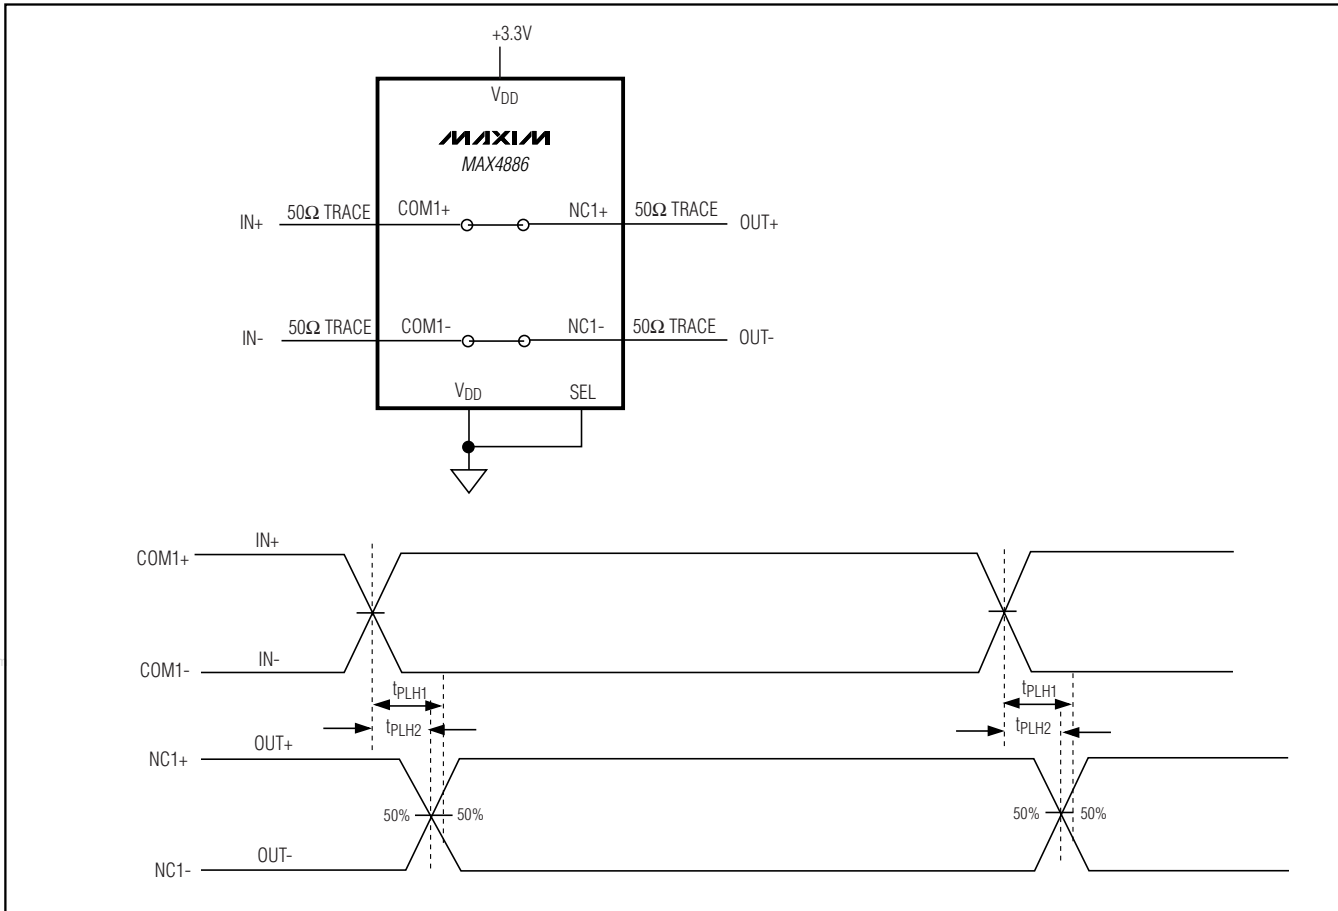 +3.3V
VDD
MAXIM
MAX4886
IN+ 50Ω TRACE COM1+ NC1+ 50Ω TRACE OUT+
IN- 50Ω TRACE COM1- NC1- 50Ω TRACE OUT-
VDD SEL
COM1+ IN+
COM1- IN-
tPLH1 tPLH1
tPLH2 tPLH2
NC1+ OUT+
50% 50% 50% 50%
NC1- OUT-